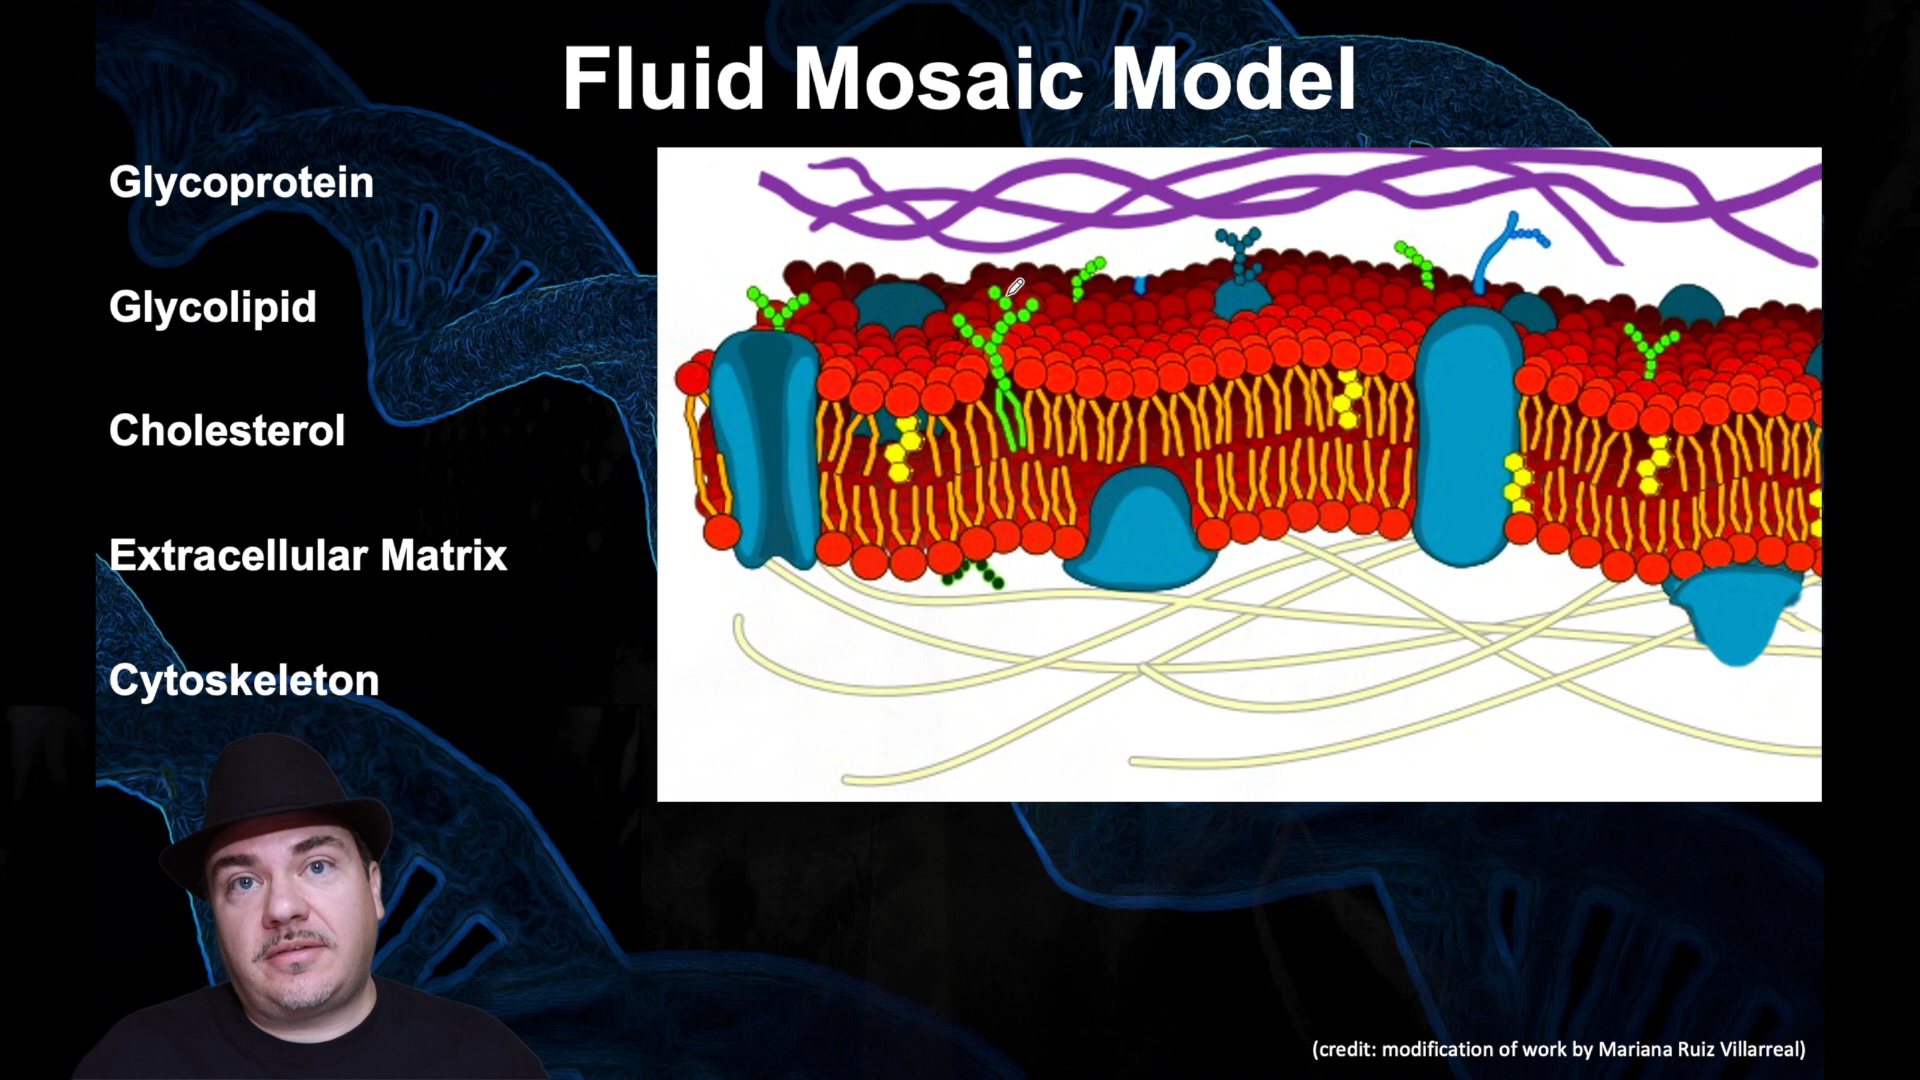 Fluid Mosaic Model
Glycoprotein
Glycolipid
Cholesterol
Extracellular Matrix
Cytoskeleton
(credit: modification of work by Mariana Ruiz Villarreal)